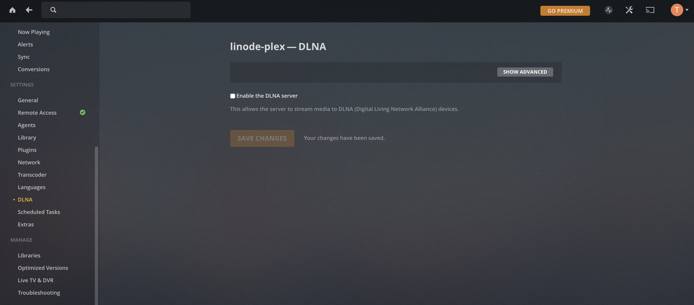 GO PREMIUM
T
Now Playing
Alerts
Sync
Conversions
SETTINGS
General
Remote Access
Agents
Library
Plugins
Network
Transcoder
Languages
DLNA
Scheduled Tasks
Extras
MANAGE
Libraries
Optimized Versions
Live TV & DVR
Troubleshooting
linode-plex — DLNA
SHOW ADVANCED
Enable the DLNA server
This allows the server to stream media to DLNA (Digital Living Network Alliance) devices.
SAVE CHANGES
Your changes have been saved.